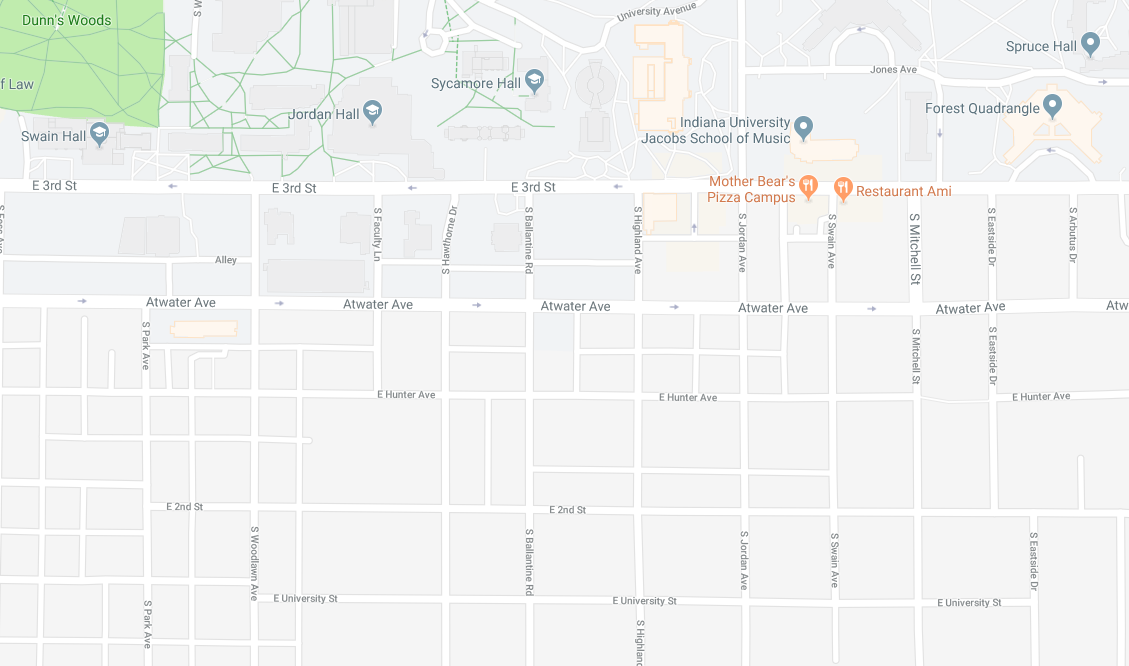 Dunn's Woods
S W
University Avenue
Spruce Hall
Jones Ave
f Law
Sycamore Hall
Jordan Hall
Forest Quadrangle
Swain Hall
Indiana University
Jacobs School of Music
E 3rd St
E 3rd St
E 3rd St
Mother Bear's
Pizza Campus
Restaurant Ami
S Faculty Ln
S Hawthorne Dr
S Ballantine Rd
S Highland Ave
S Jordan Ave
S Swain Ave
S Mitchell St
S Eastside Dr
S Arbutus Dr
Alley
Atwater Ave
Atwater Ave
Atwater Ave
Atwater Ave
Atwater Ave
Atw
S Park Ave
S Mitchell St
S Eastside Dr
E Hunter Ave
E Hunter Ave
E Hunter Ave
E 2nd St
E 2nd St
S Woodlawn Ave
S Ballantine Rd
S Jordan Ave
S Swain Ave
S Eastside Dr
E University St
E University St
E University St
S Park Ave
S Highland